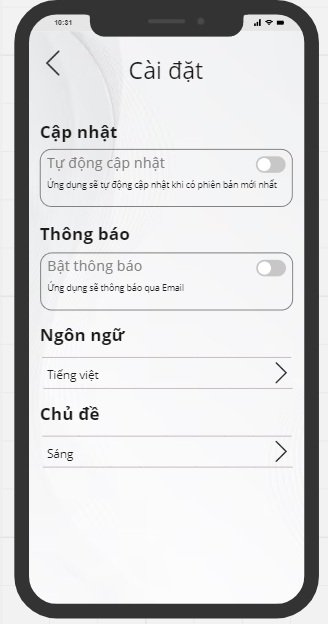 10:31
Cài đặt
Cập nhật
Tự động cập nhật
Ứng dụng sẽ tự động cập nhật khi có phiên bản mới nhất
Thông báo
Bật thông báo
Ứng dụng sẽ thông báo qua Email
Ngôn ngữ
Tiếng việt
Chủ đề
Sáng